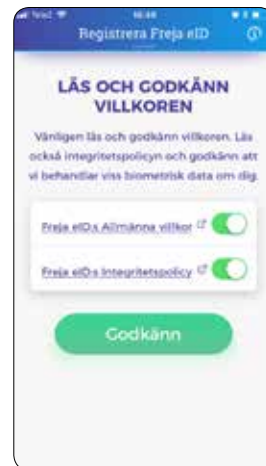 Registrera Freja eID
LÄS OCH GODKÄNN
VILLKOREN
Vänligen läs och godkänn villkoren. Läs
också integritetspolicyn och godkänn att
vi behandlar viss biometrisk data om dig.
Freja eID:s Allmänna villkor
Freja eID:s Integritetspolicy
Godkänn